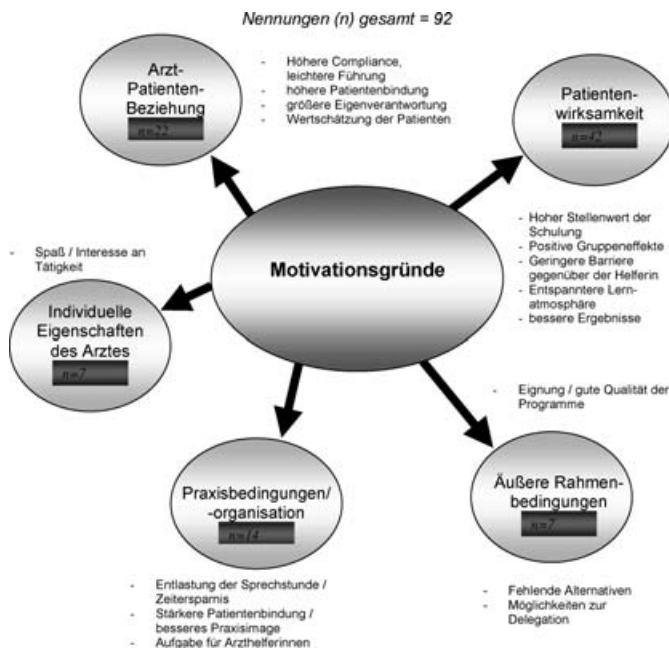 Nennungen (n) gesamt = 92
Arzt-
Patienten-
Beziehung
n=22
- Höhere Compliance,
leichtere Führung
- höhere Patientenbindung
- größere Eigenverantwortung
- Wertschätzung der Patienten
Patienten-
wirksamkeit
n=42
- Hoher Stellenwert der
Schulung
- Positive Gruppeneffekte
- Geringere Barriere
gegenüber der Helferin
- Entspanntere Lern-
atmosphäre
- bessere Ergebnisse
Motivationsgründe
- Spaß / Interesse an
Tätigkeit
Individuelle
Eigenschaften
des Arztes
n=7
- Eignung / gute Qualität der
Programme
Äußere Rahmen-
bedingungen
n=7
- Fehlende Alternativen
- Möglichkeiten zur
Delegation
Praxisbedingungen/
-organisation
n=14
- Entlastung der Sprechstunde /
Zeitersparnis
- Stärkere Patientenbindung /
besseres Praxisimage
- Aufgabe für Arzthelferinnen